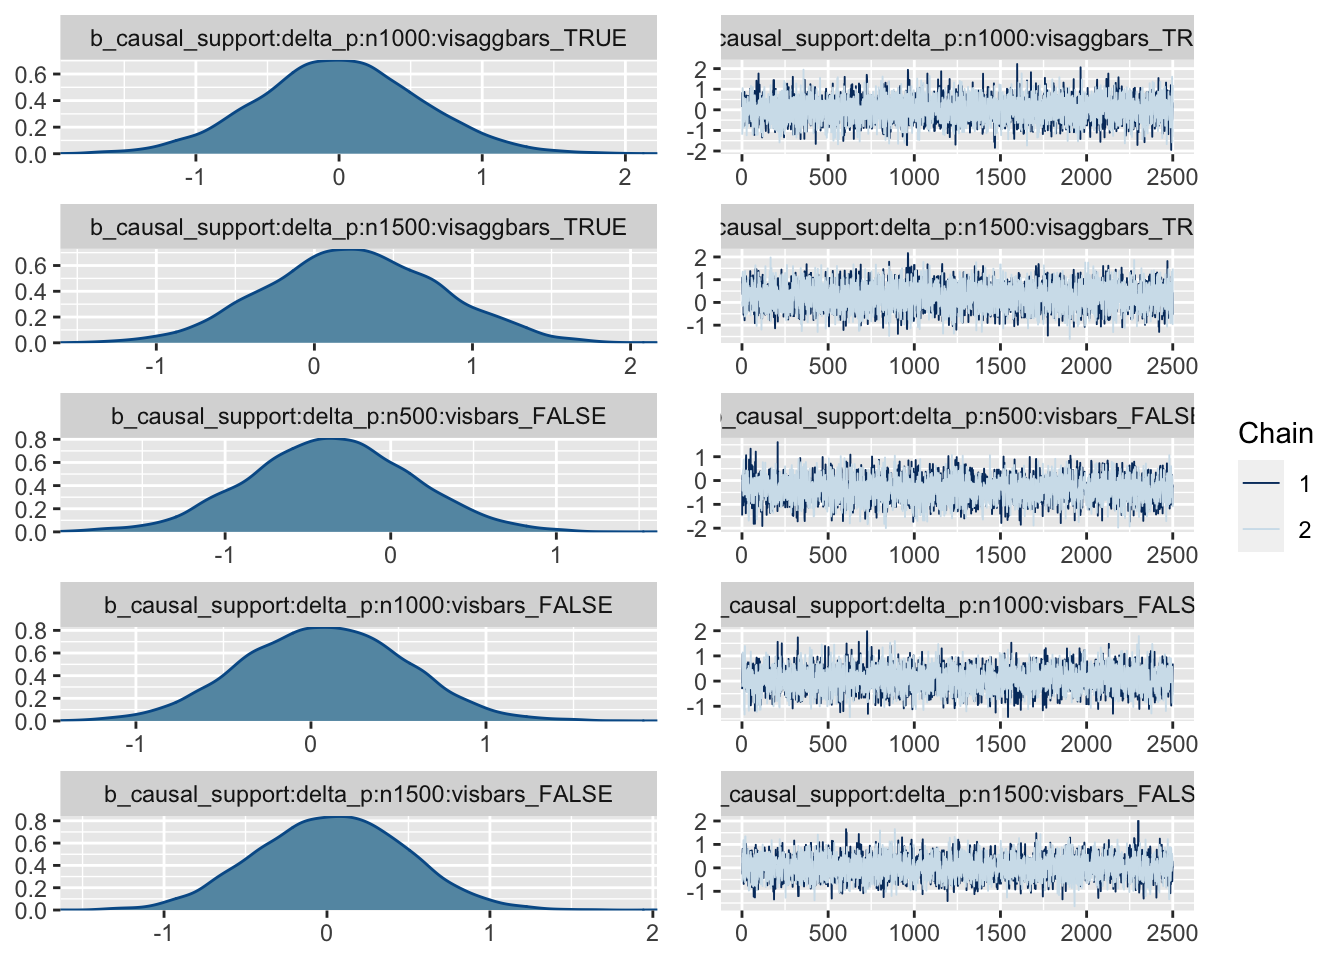 b_causal_support:delta_p:n1000:visaggbars_TRUE
0.6
0.4
0.2
0.0
-1 0 1 2
causal_support:delta_p:n1000:visaggbars_TR
2
1
0
-1
-2
0 500 1000 1500 2000 2500
b_causal_support:delta_p:n1500:visaggbars_TRUE
0.6
0.4
0.2
0.0
-1 0 1 2
causal_support:delta_p:n1500:visaggbars_TR
2
1
0
-1
0 500 1000 1500 2000 2500
b_causal_support:delta_p:n500:visbars_FALSE
0.8
0.6
0.4
0.2
0.0
-1 0 1
b_causal_support:delta_p:n500:visbars_FALSE
1
0
-1
-2
0 500 1000 1500 2000 2500
b_causal_support:delta_p:n1000:visbars_FALSE
0.8
0.6
0.4
0.2
0.0
-1 0 1
_causal_support:delta_p:n1000:visbars_FALS
2
1
0
-1
0 500 1000 1500 2000 2500
b_causal_support:delta_p:n1500:visbars_FALSE
0.8
0.6
0.4
0.2
0.0
-1 0 1 2
_causal_support:delta_p:n1500:visbars_FALS
2
1
0
-1
0 500 1000 1500 2000 2500
Chain
1
2